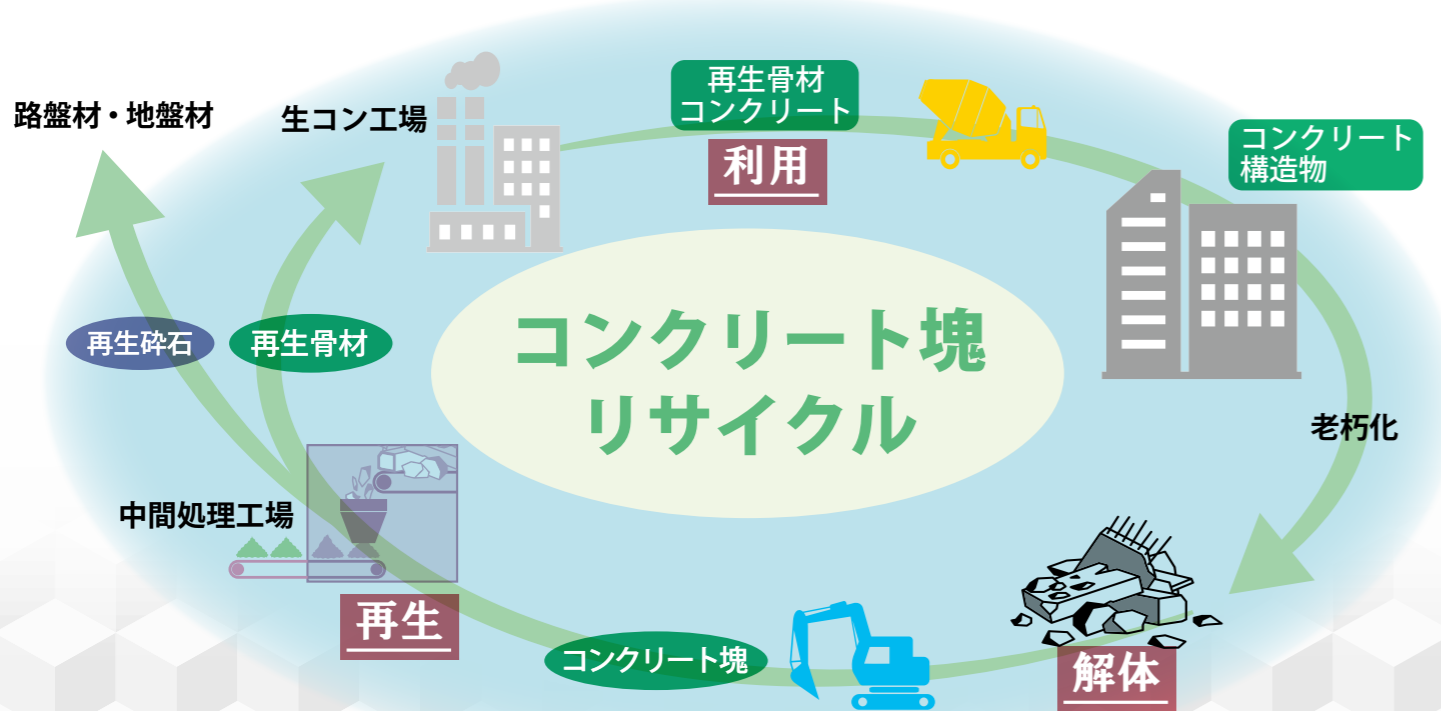 路盤材・地盤材
生コン工場
再生骨材
コンクリート
利用
コンクリート
構造物
再生砕石
再生骨材
コンクリート塊
リサイクル
老朽化
中間処理工場
再生
コンクリート塊
解体